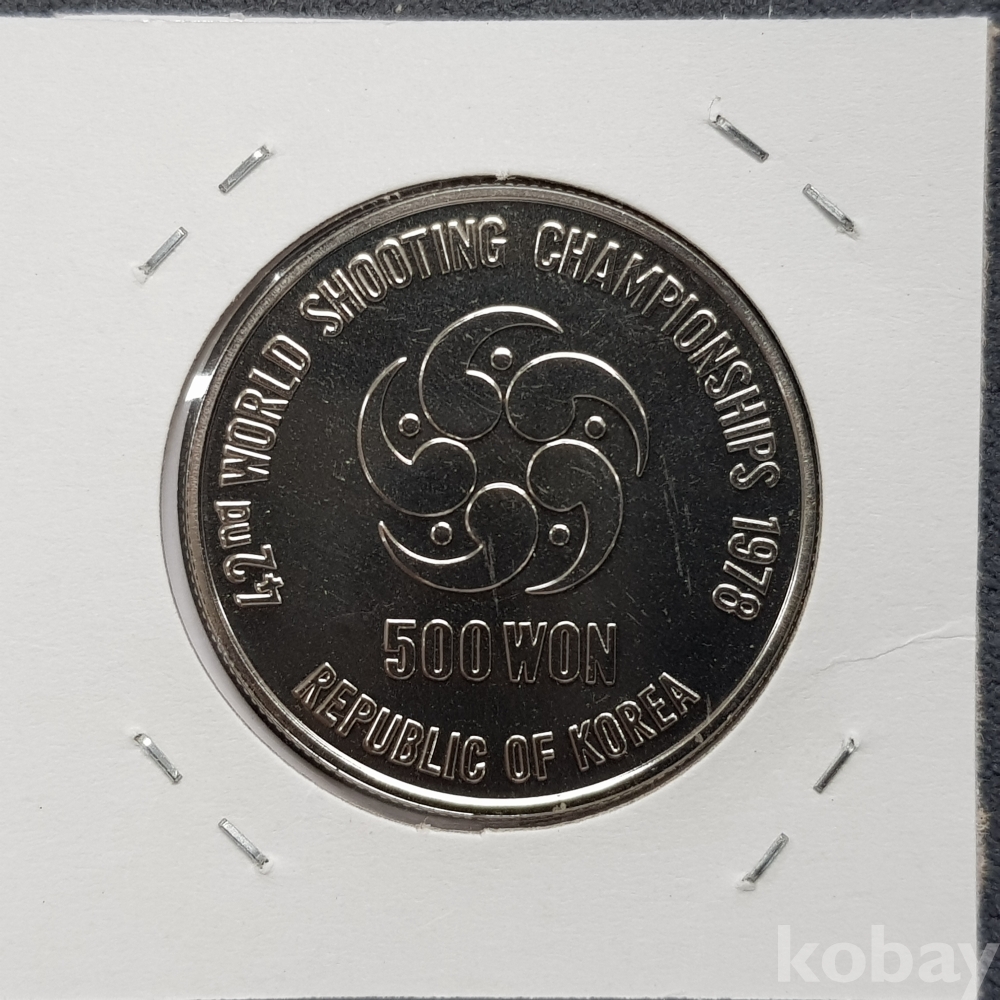 42nd WORLD SHOOTING CHAMPIONSHIPS 1978
500 WON
REPUBLIC OF KOREA
kobay